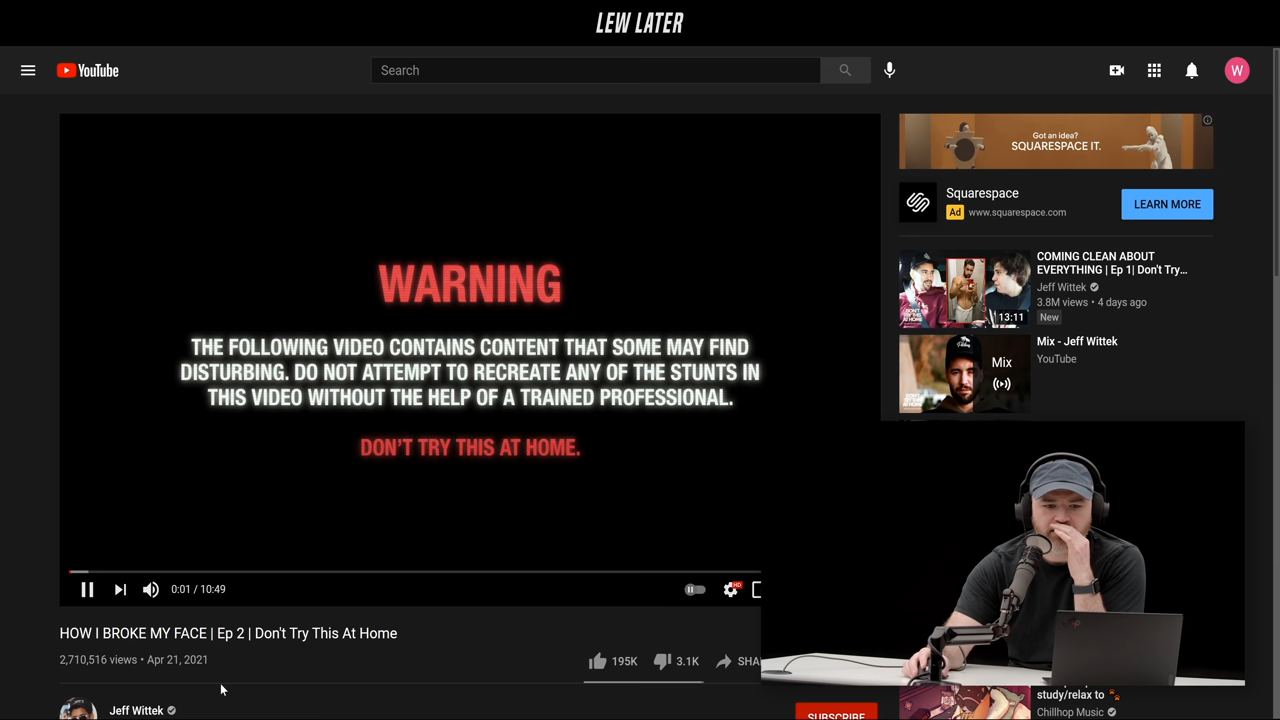 LEW LATER
YouTube
Search
W
WARNING
THE FOLLOWING VIDEO CONTAINS CONTENT THAT SOME MAY FIND
DISTURBING. DO NOT ATTEMPT TO RECREATE ANY OF THE STUNTS IN
THIS VIDEO WITHOUT THE HELP OF A TRAINED PROFESSIONAL.
DON'T TRY THIS AT HOME.
0:01 / 10:49
HD
HOW I BROKE MY FACE | Ep 2 | Don't Try This At Home
2,710,516 views • Apr 21, 2021
195K
3.1K
SHA
Jeff Wittek
SUBSCRIBE
Got an idea?
SQUARESPACE IT.
Squarespace
Ad www.squarespace.com
LEARN MORE
COMING CLEAN ABOUT
EVERYTHING | Ep 1| Don't Try...
Jeff Wittek
3.8M views • 4 days ago
New
13:11
Mix - Jeff Wittek
YouTube
Mix
study/relax to
Chillhop Music